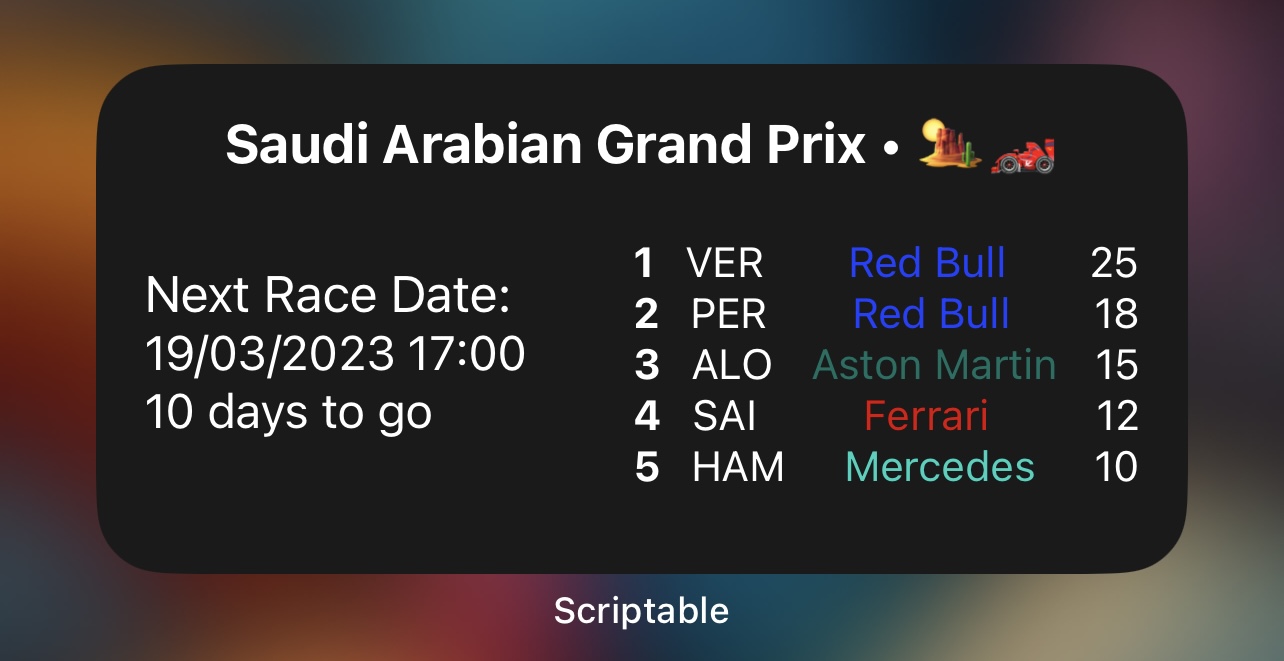 Saudi Arabian Grand Prix • 🏜️🏎️
Next Race Date:
19/03/2023 17:00
10 days to go
1 VER Red Bull 25
2 PER Red Bull 18
3 ALO Aston Martin 15
4 SAI Ferrari 12
5 HAM Mercedes 10
Scriptable